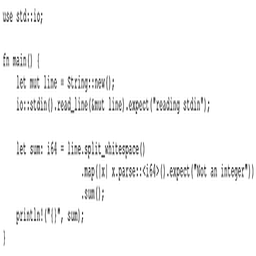 use std::io;

fn main() {
    let mut line = String::new();
    io::stdin().read_line(&mut line).expect("reading stdin");

    let sum: i64 = line.split_whitespace()
                       .map(|x| x.parse::<i64>().expect("Not an integer"))
                       .sum();
    println!("{}", sum);
}